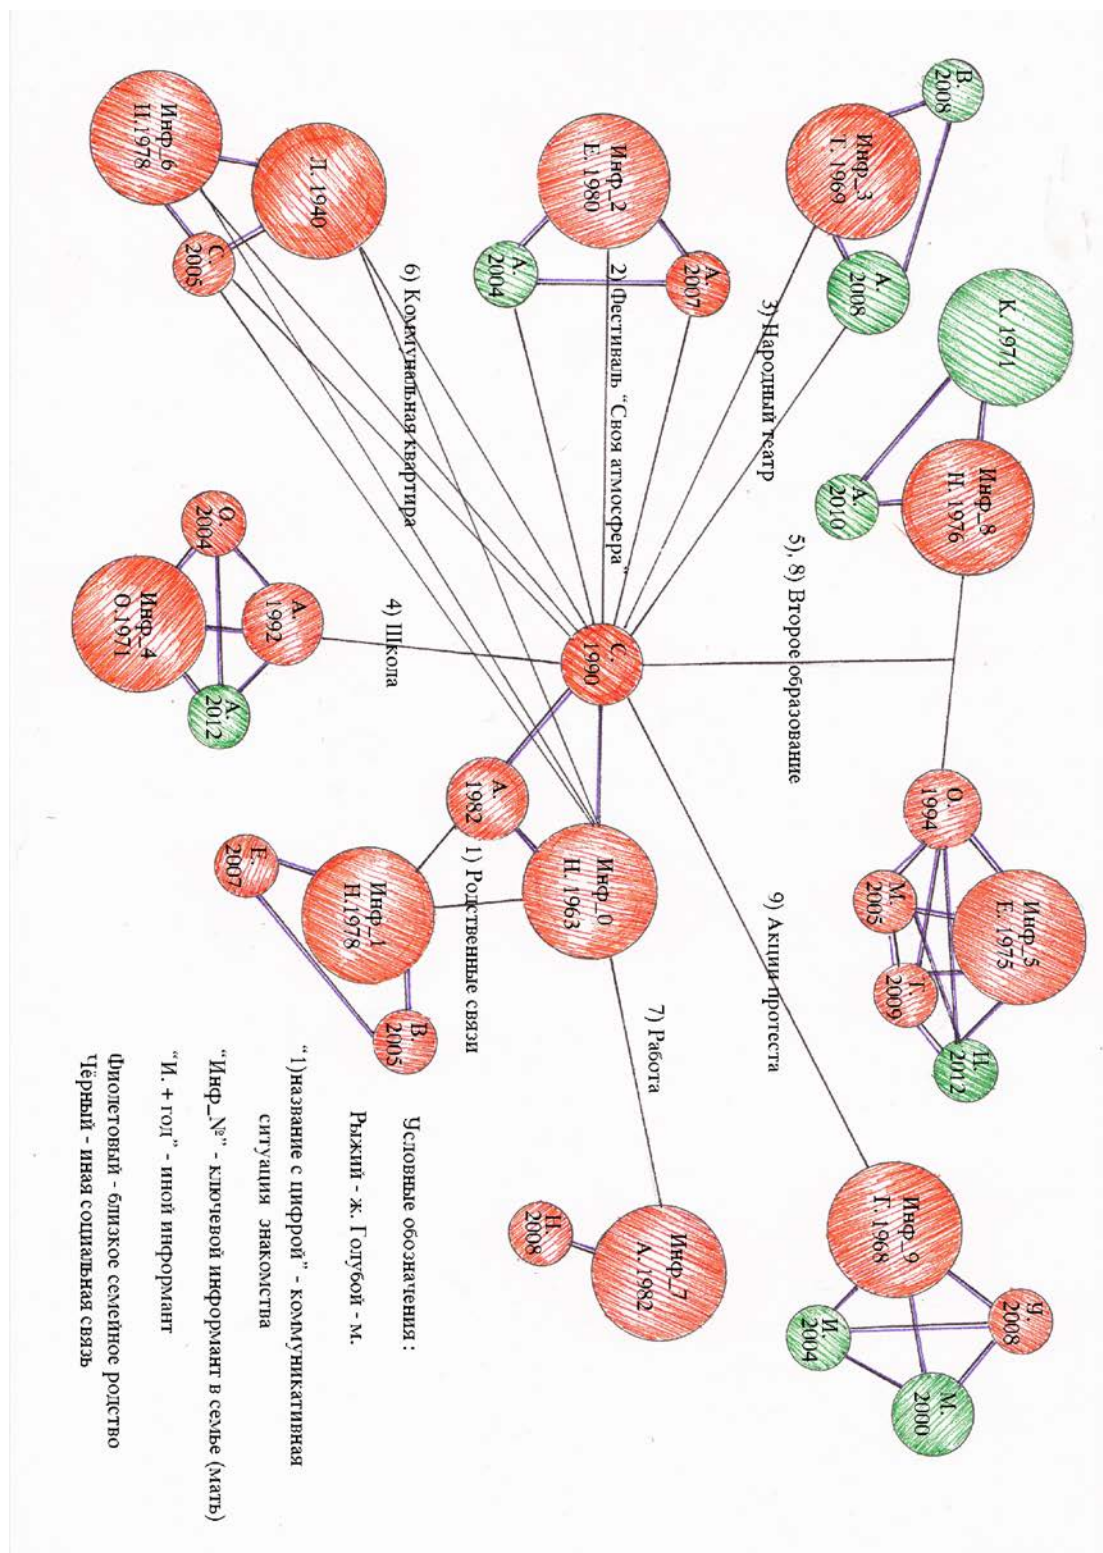 В.
2008
Инф_3
Г. 1969
А.
2008
3) Народный театр
К. 1971
Инф_8
Н. 1976
А.
2010
5), 8) Второе образование
Инф_2
Е. 1980
А.
2007
А.
2004
2) Фестиваль “Своя атмосфера“
Инф_6
Н.1978
Л. 1940
С.
2005
6) Коммунальная квартира
О.
2004
А.
1992
Инф_4
О.1971
А.
2012
4) Школа
С.
1990
А.
1982
Инф_0
Н. 1963
Инф_1
Н.1978
Е.
2007
В.
2005
1) Родственные связи
О.
1994
Инф_5
Е. 1975
М.
2005
Т.
2009
И.
2012
9) Акции протеста
Инф_9
Г. 1968
У.
2008
И.
2004
М.
2000
7) Работа
Инф_7
А. 1982
Н.
2008
Условные обозначения :
Рыжий - ж. Голубой - м.
“1)название с цифрой” - коммуникативная
ситуация знакомства
“Инф_№” - ключевой информант в семье (мать)
“И. + год” - иной информант
Фиолетовый - близкое семейное родство
Чёрный - иная социальная связь